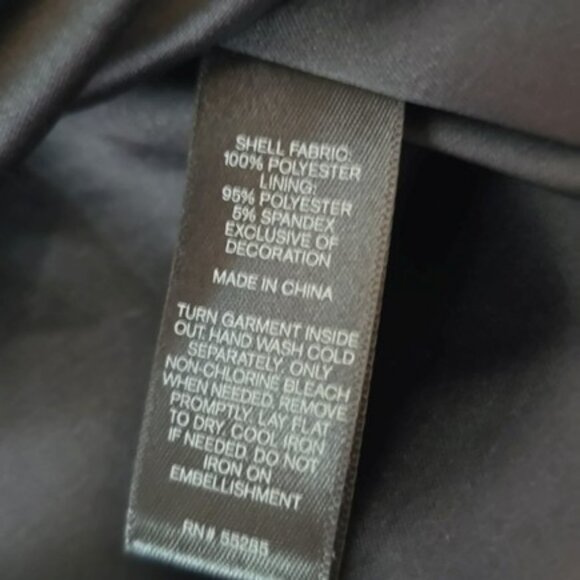 SHELL FABRIC:
100% POLYESTER
LINING:
95% POLYESTER
5% SPANDEX
EXCLUSIVE OF
DECORATION
MADE IN CHINA
TURN GARMENT INSIDE
OUT. HAND WASH COLD
SEPARATELY. ONLY
NON-CHLORINE BLEACH
WHEN NEEDED. REMOVE
PROMPTLY. LAY FLAT
TO DRY. COOL IRON
IF NEEDED. DO NOT
IRON ON
EMBELLISHMENT
RN# 55285